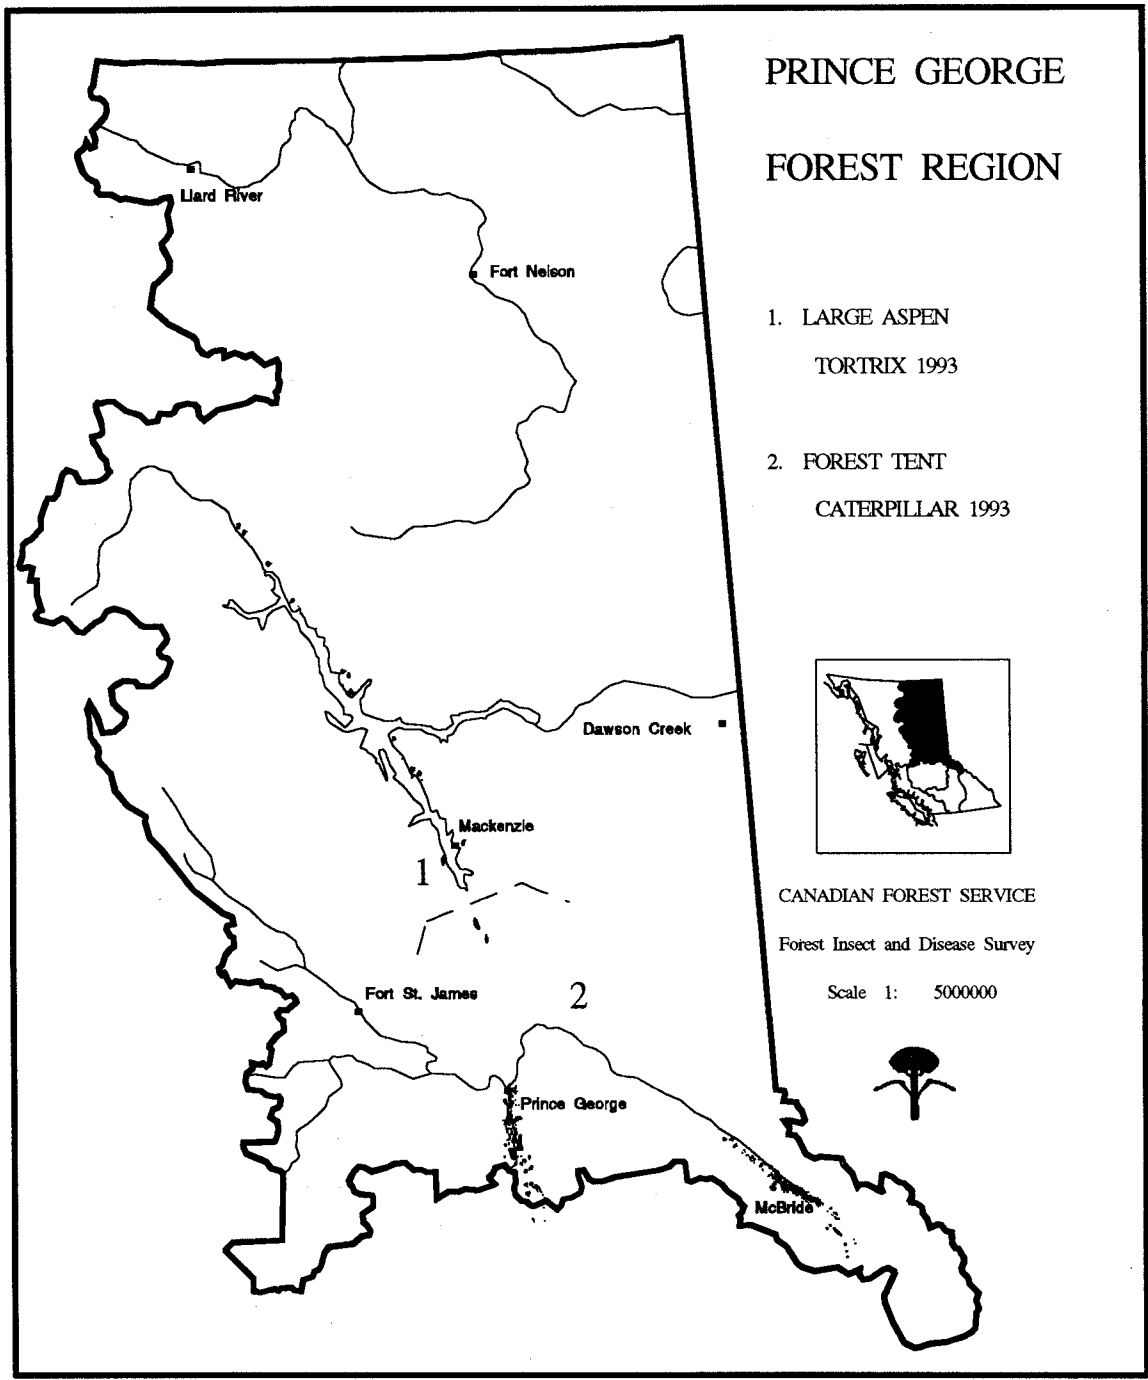 PRINCE GEORGE
FOREST REGION
Liard River
Fort Nelson
1. LARGE ASPEN
TORTRIX 1993
2. FOREST TENT
CATERPILLAR 1993
Dawson Creek
Mackenzie
1
CANADIAN FOREST SERVICE
Forest Insect and Disease Survey
Scale 1: 5000000
Fort St. James
2
Prince George
McBride